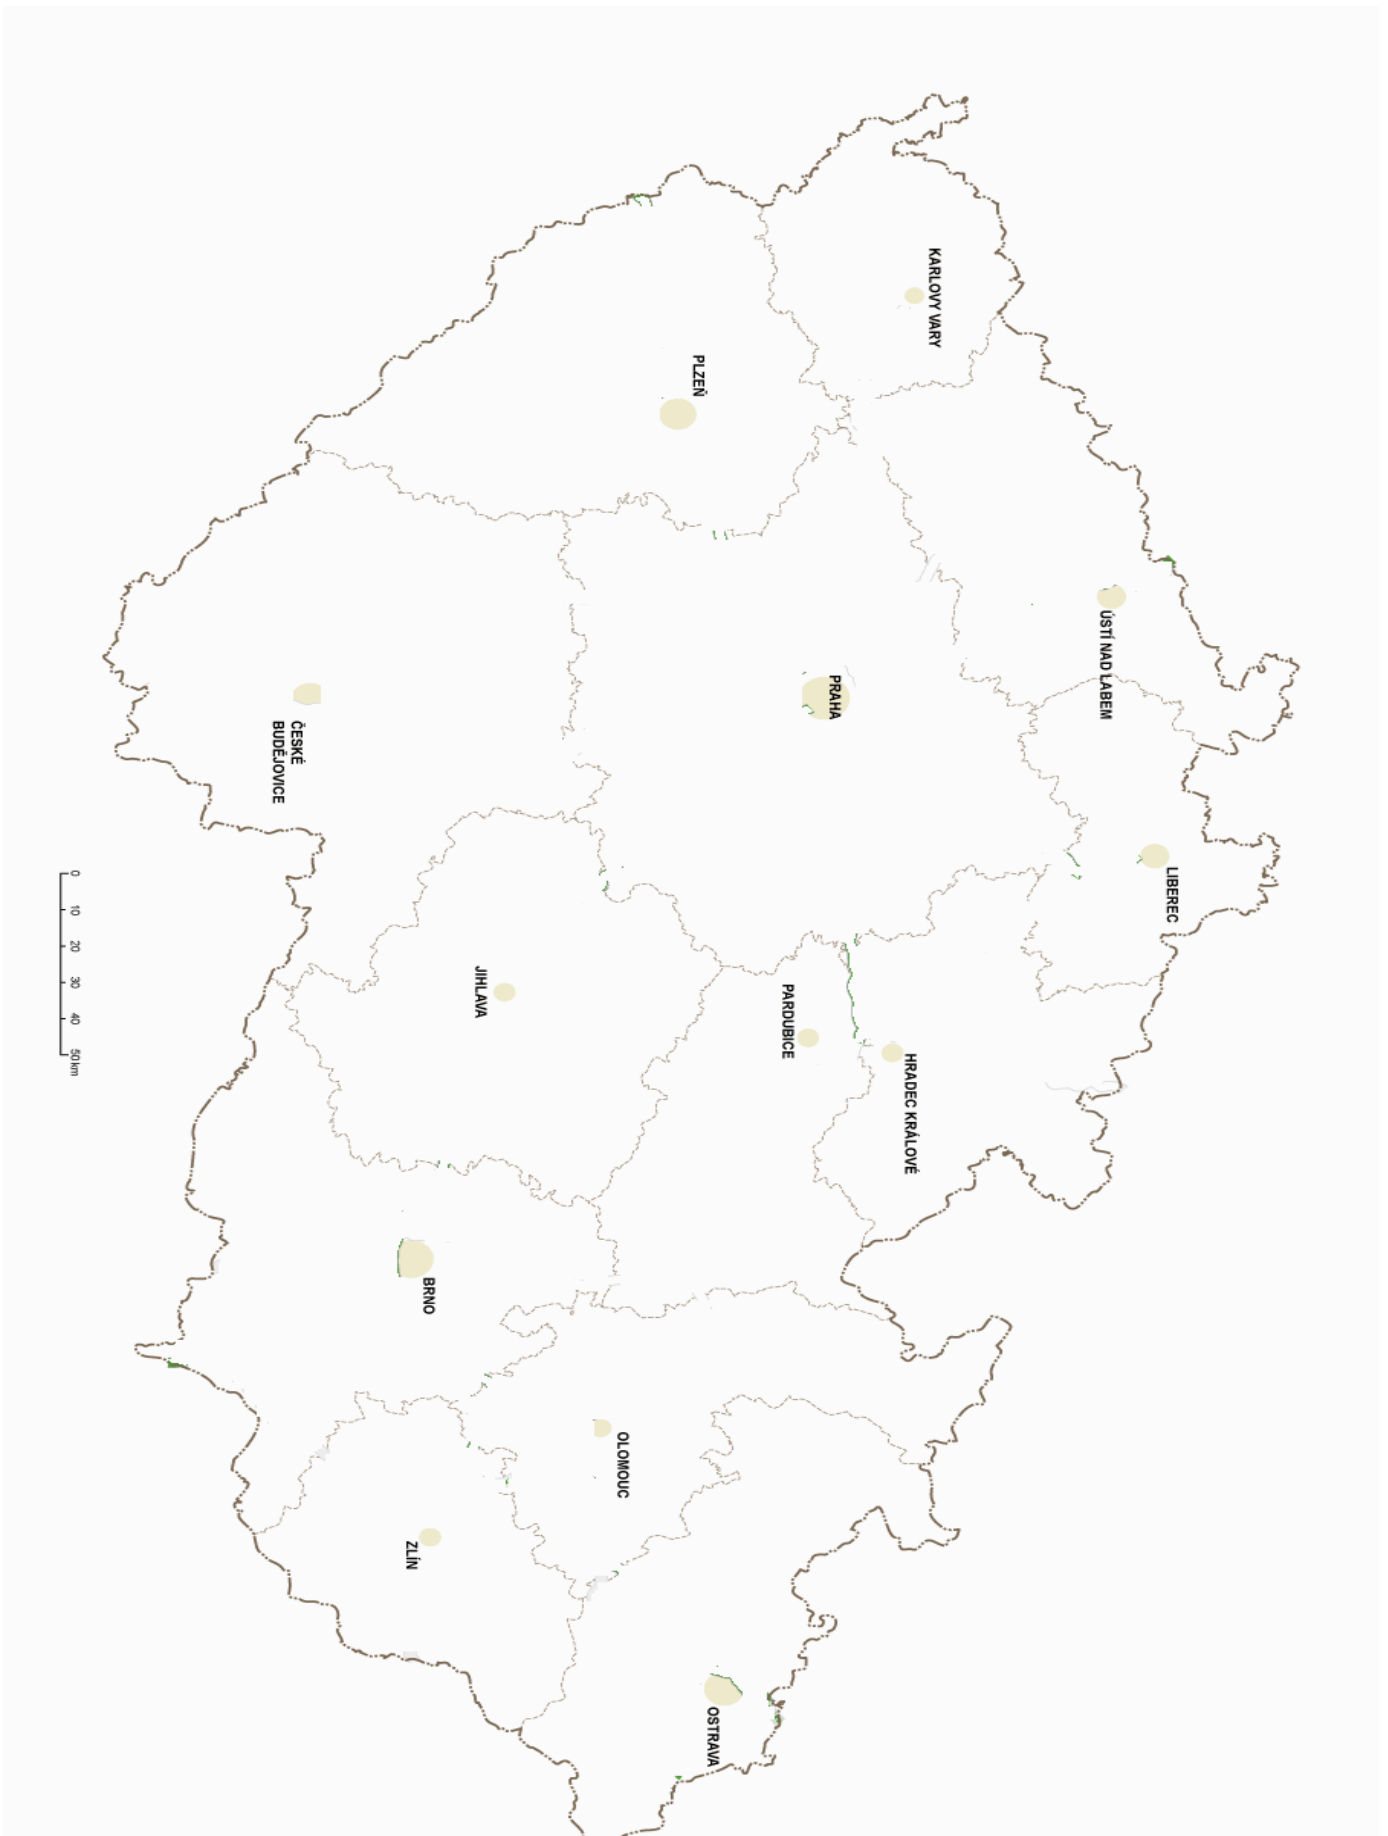 KARLOVY VARY
PLZEŇ
ÚSTÍ NAD LABEM
PRAHA
ČESKÉ
BUDĚJOVICE
LIBEREC
0 10 20 30 40 50 km
JIHLAVA
PARDUBICE
HRADEC KRÁLOVÉ
BRNO
OLOMOUC
ZLÍN
OSTRAVA